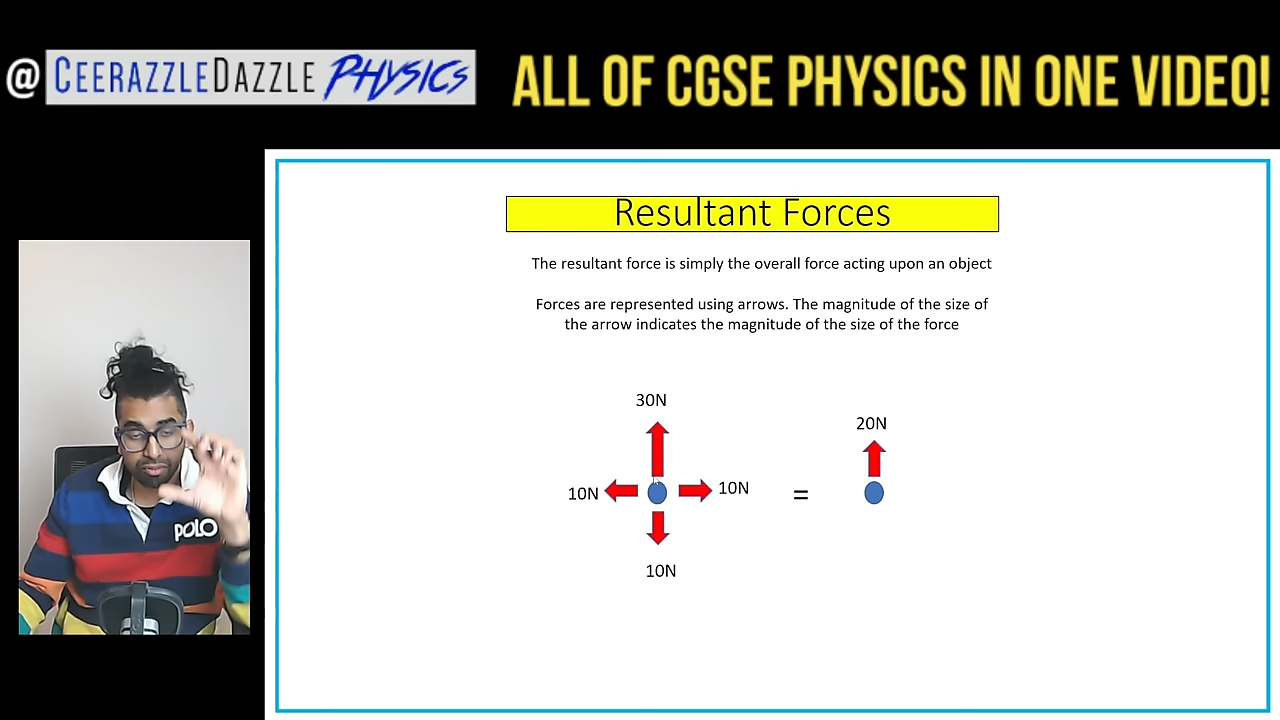 @ CEERAZZLEDAZZLE PHYSICS
ALL OF CGSE PHYSICS IN ONE VIDEO!
Resultant Forces
The resultant force is simply the overall force acting upon an object
Forces are represented using arrows. The magnitude of the size of
the arrow indicates the magnitude of the size of the force
30N
20N
10N
10N
=
10N
POLO